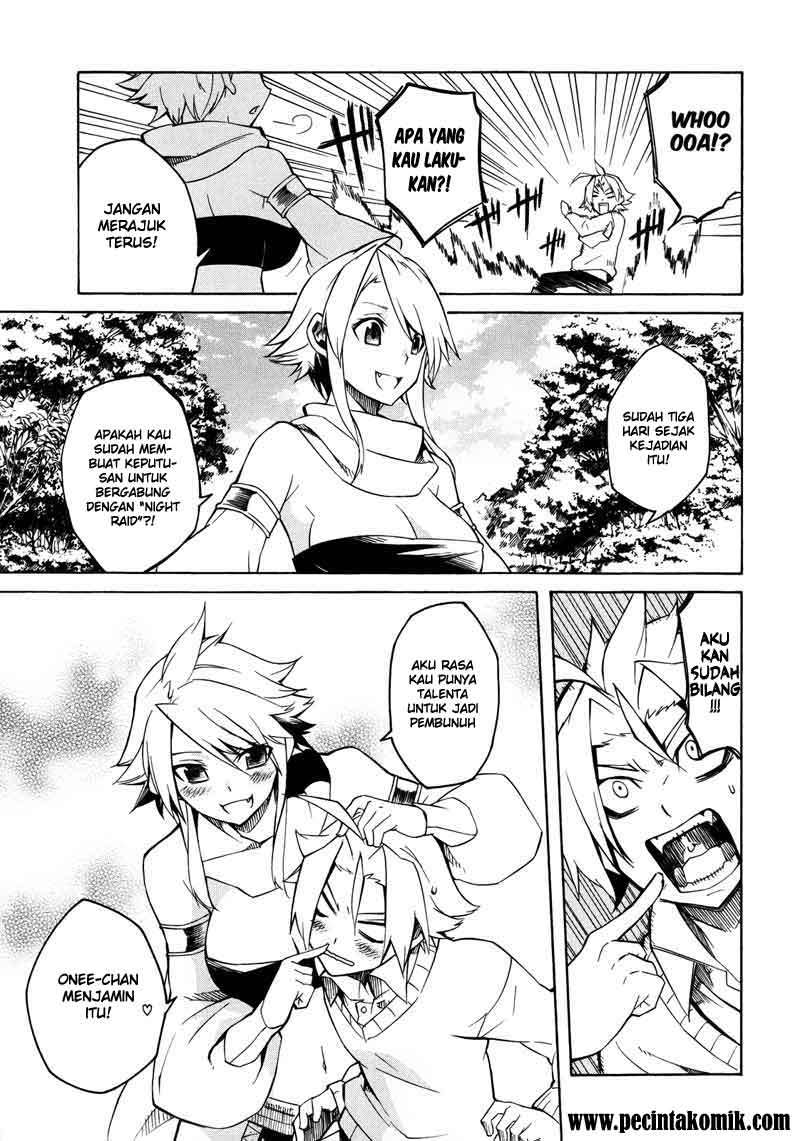 WHOO
OOA!?
APA YANG
KAU LAKU-
KAN?!
JANGAN
MERAJUK
TERUS!
SUDAH TIGA
HARI SEJAK
KEJADIAN
ITU!
APAKAH KAU
SUDAH MEM-
BUAT KEPUTU-
SAN UNTUK
BERGABUNG
DENGAN "NIGHT
RAID"?!
AKU
KAN
SUDAH
BILANG
!!!
AKU RASA
KAU PUNYA
TALENTA
UNTUK JADI
PEMBUNUH
ONEE-CHAN
MENJAMIN
ITU! ♡
www.pecintakomik.com